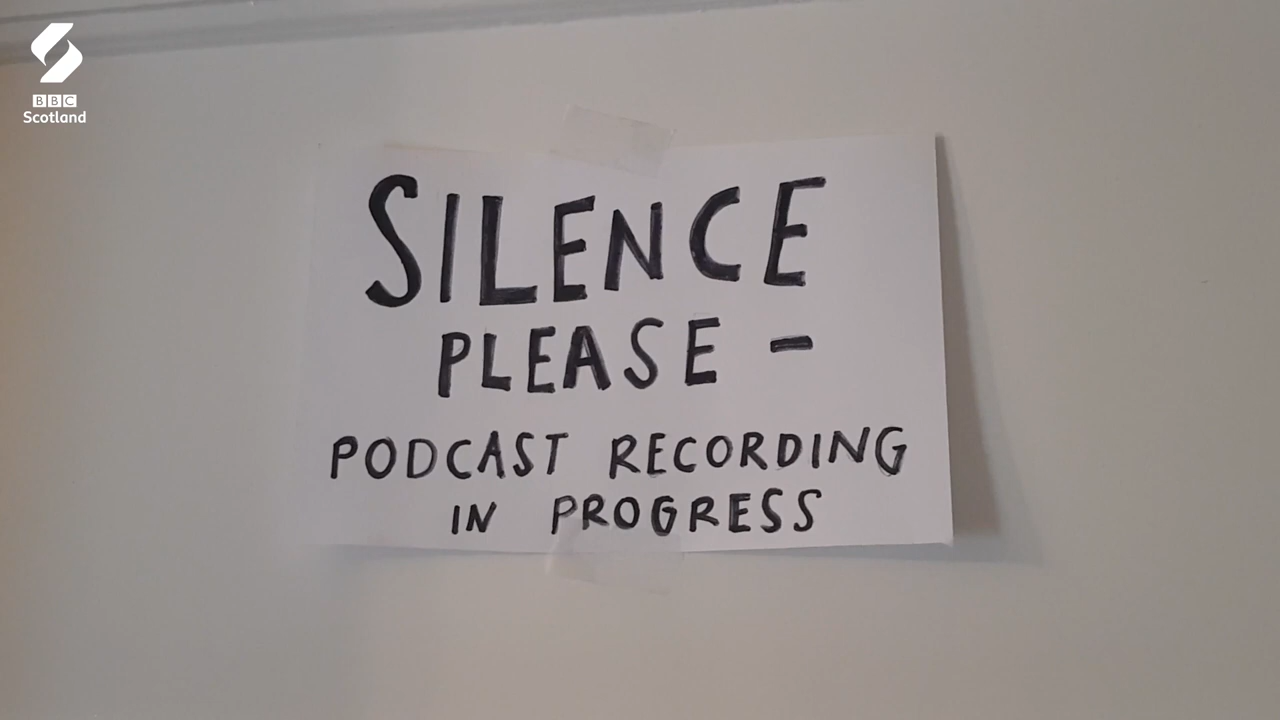 BBC
Scotland
SILENCE
PLEASE -
PODCAST RECORDING
IN PROGRESS